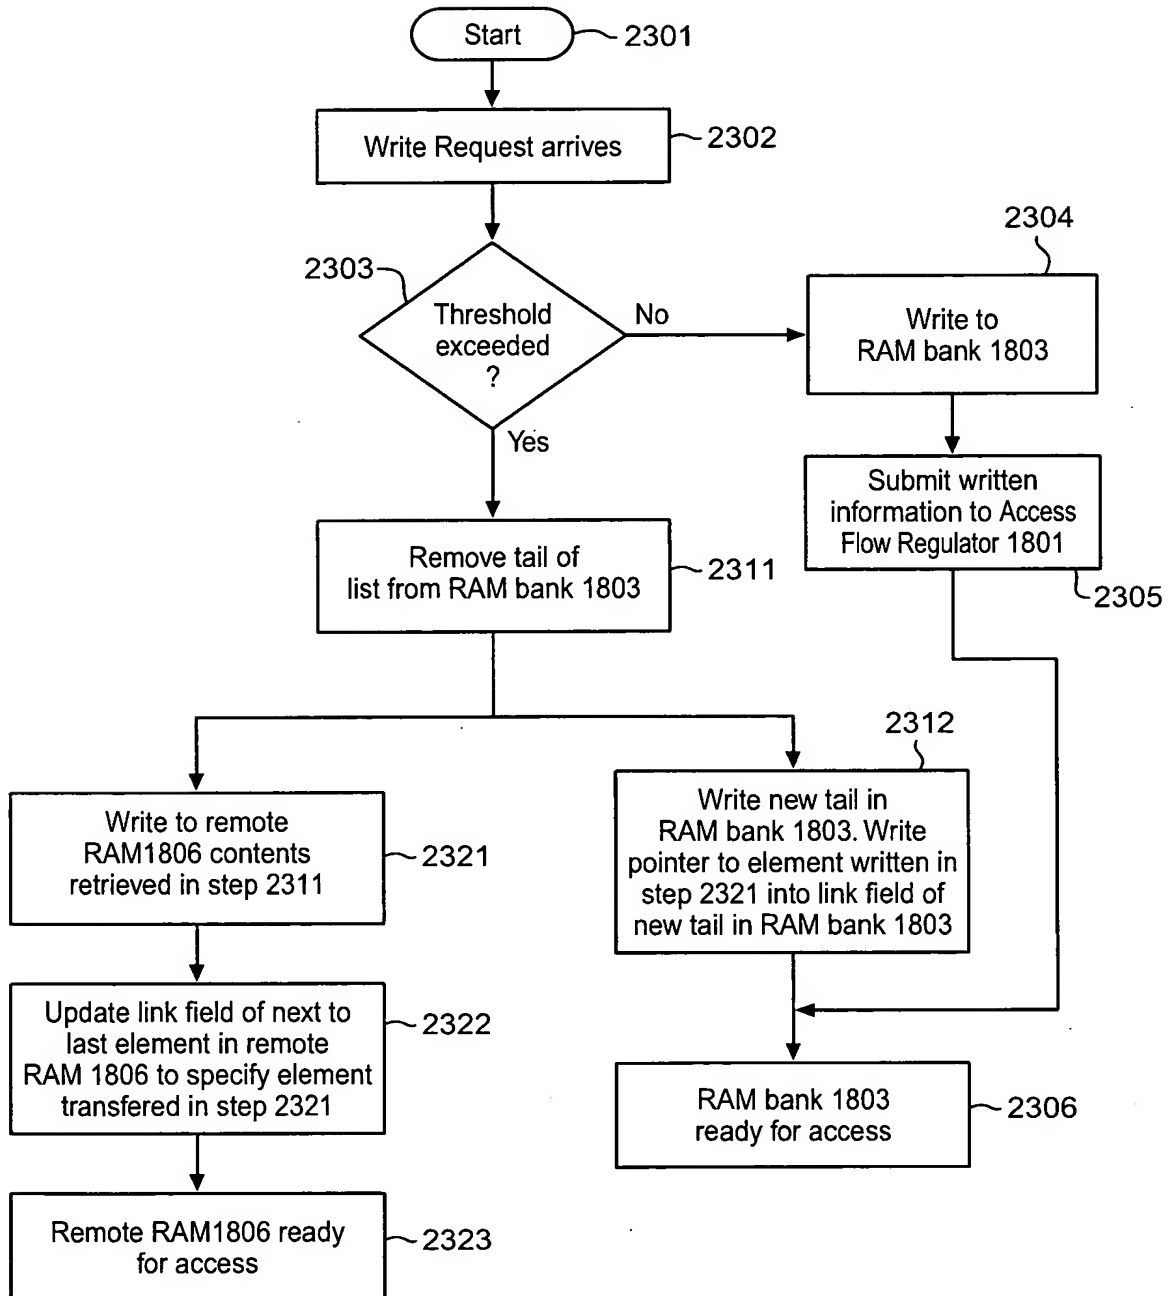 Start
2301
Write Request arrives
2302
2303
Threshold
exceeded
?
No
Yes
2304
Write to
RAM bank 1803
Submit written
information to Access
Flow Regulator 1801
2305
Remove tail of
list from RAM bank 1803
2311
2312
Write new tail in
RAM bank 1803. Write
pointer to element written in
step 2321 into link field of
new tail in RAM bank 1803
Write to remote
RAM1806 contents
retrieved in step 2311
2321
Update link field of next to
last element in remote
RAM 1806 to specify element
transfered in step 2321
2322
RAM bank 1803
ready for access
2306
Remote RAM1806 ready
for access
2323